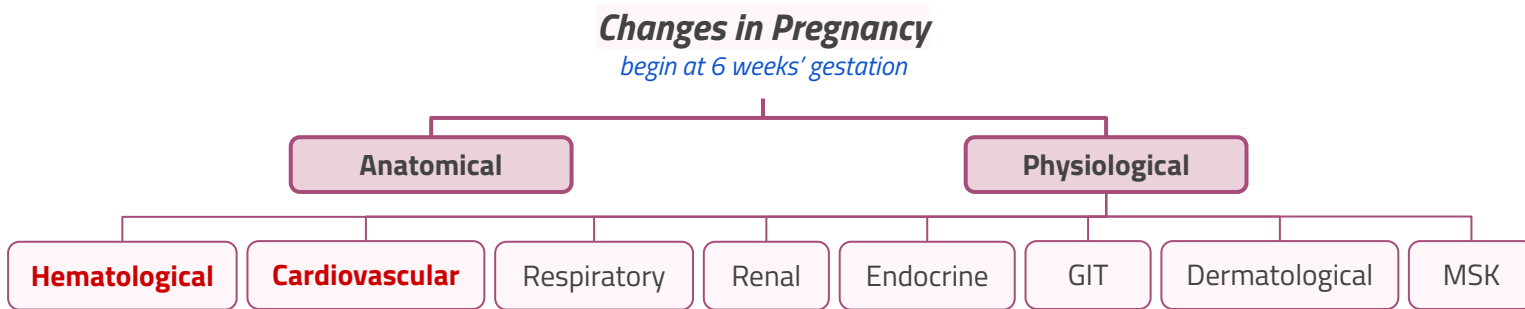 Changes in Pregnancy
begin at 6 weeks’ gestation
Anatomical
Physiological
Hematological
Cardiovascular
Respiratory
Renal
Endocrine
GIT
Dermatological
MSK